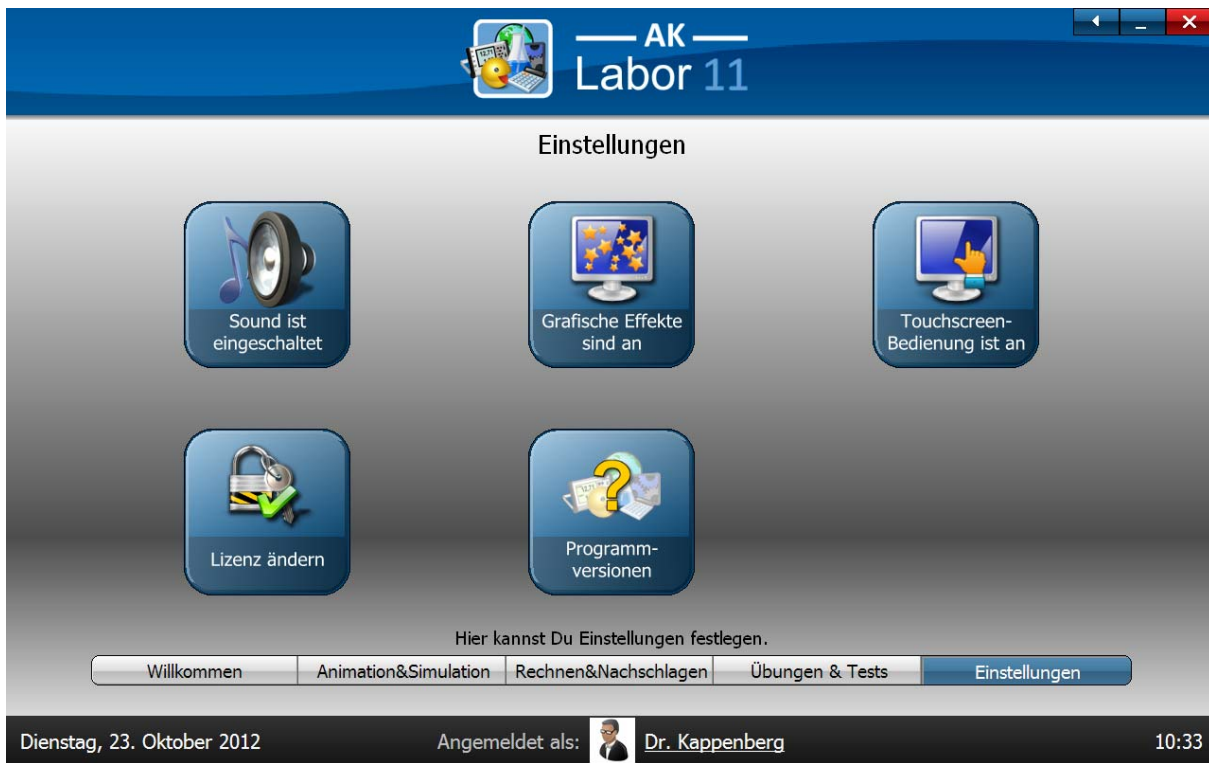 AK
Labor 11
Einstellungen
Sound ist
eingeschaltet
Grafische Effekte
sind an
Touchscreen-
Bedienung ist an
Lizenz ändern
Programm-
versionen
Hier kannst Du Einstellungen festlegen.
Willkommen Animation&Simulation Rechnen&Nachschlagen Übungen & Tests Einstellungen
Dienstag, 23. Oktober 2012 Angemeldet als: Dr. Kappenberg 10:33